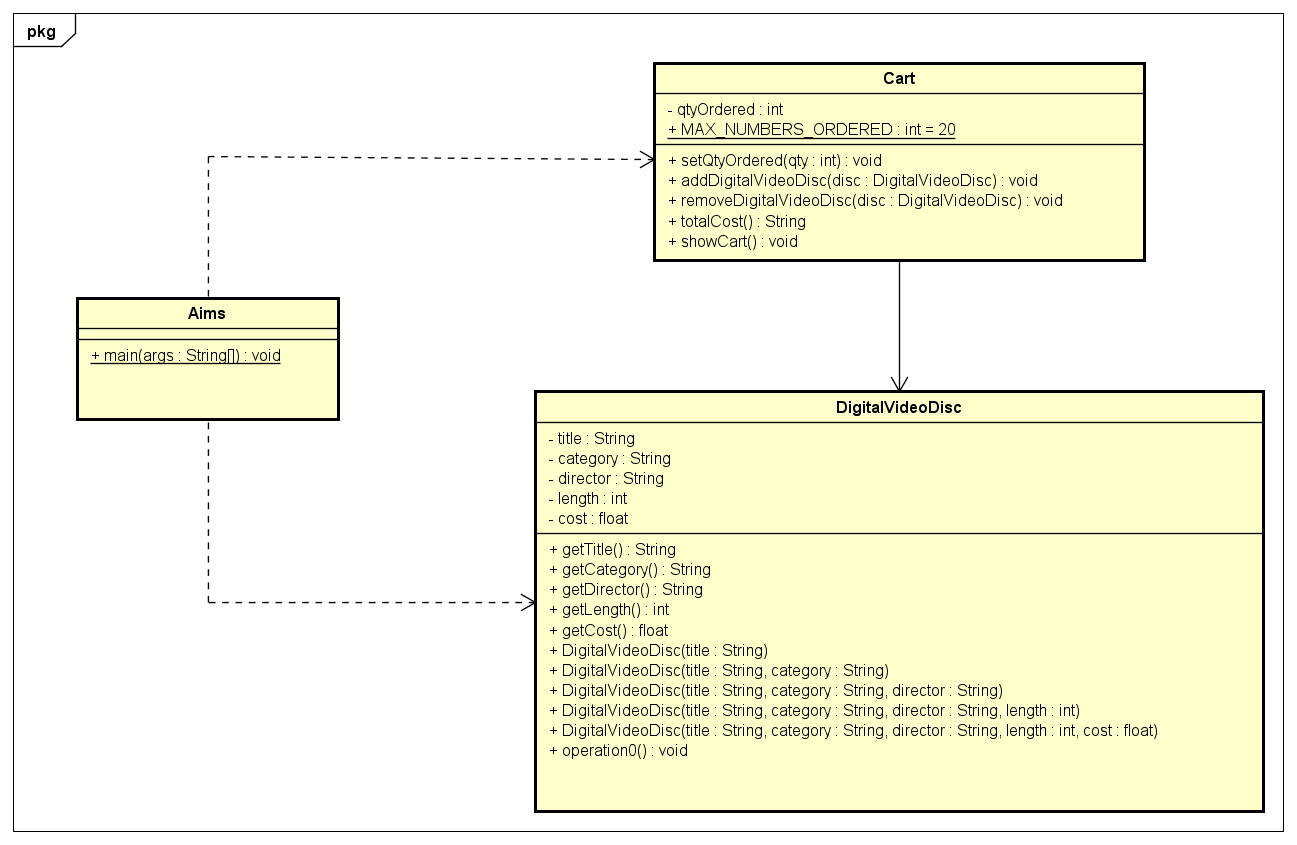 pkg
Cart
- qtyOrdered : int
+ MAX_NUMBERS_ORDERED : int = 20
+ setQtyOrdered(qty : int) : void
+ addDigitalVideoDisc(disc : DigitalVideoDisc) : void
+ removeDigitalVideoDisc(disc : DigitalVideoDisc) : void
+ totalCost() : String
+ showCart() : void
Aims
+ main(args : String[]) : void
DigitalVideoDisc
- title : String
- category : String
- director : String
- length : int
- cost : float
+ getTitle() : String
+ getCategory() : String
+ getDirector() : String
+ getLength() : int
+ getCost() : float
+ DigitalVideoDisc(title : String)
+ DigitalVideoDisc(title : String, category : String)
+ DigitalVideoDisc(title : String, category : String, director : String)
+ DigitalVideoDisc(title : String, category : String, director : String, length : int)
+ DigitalVideoDisc(title : String, category : String, director : String, length : int, cost : float)
+ operation0() : void